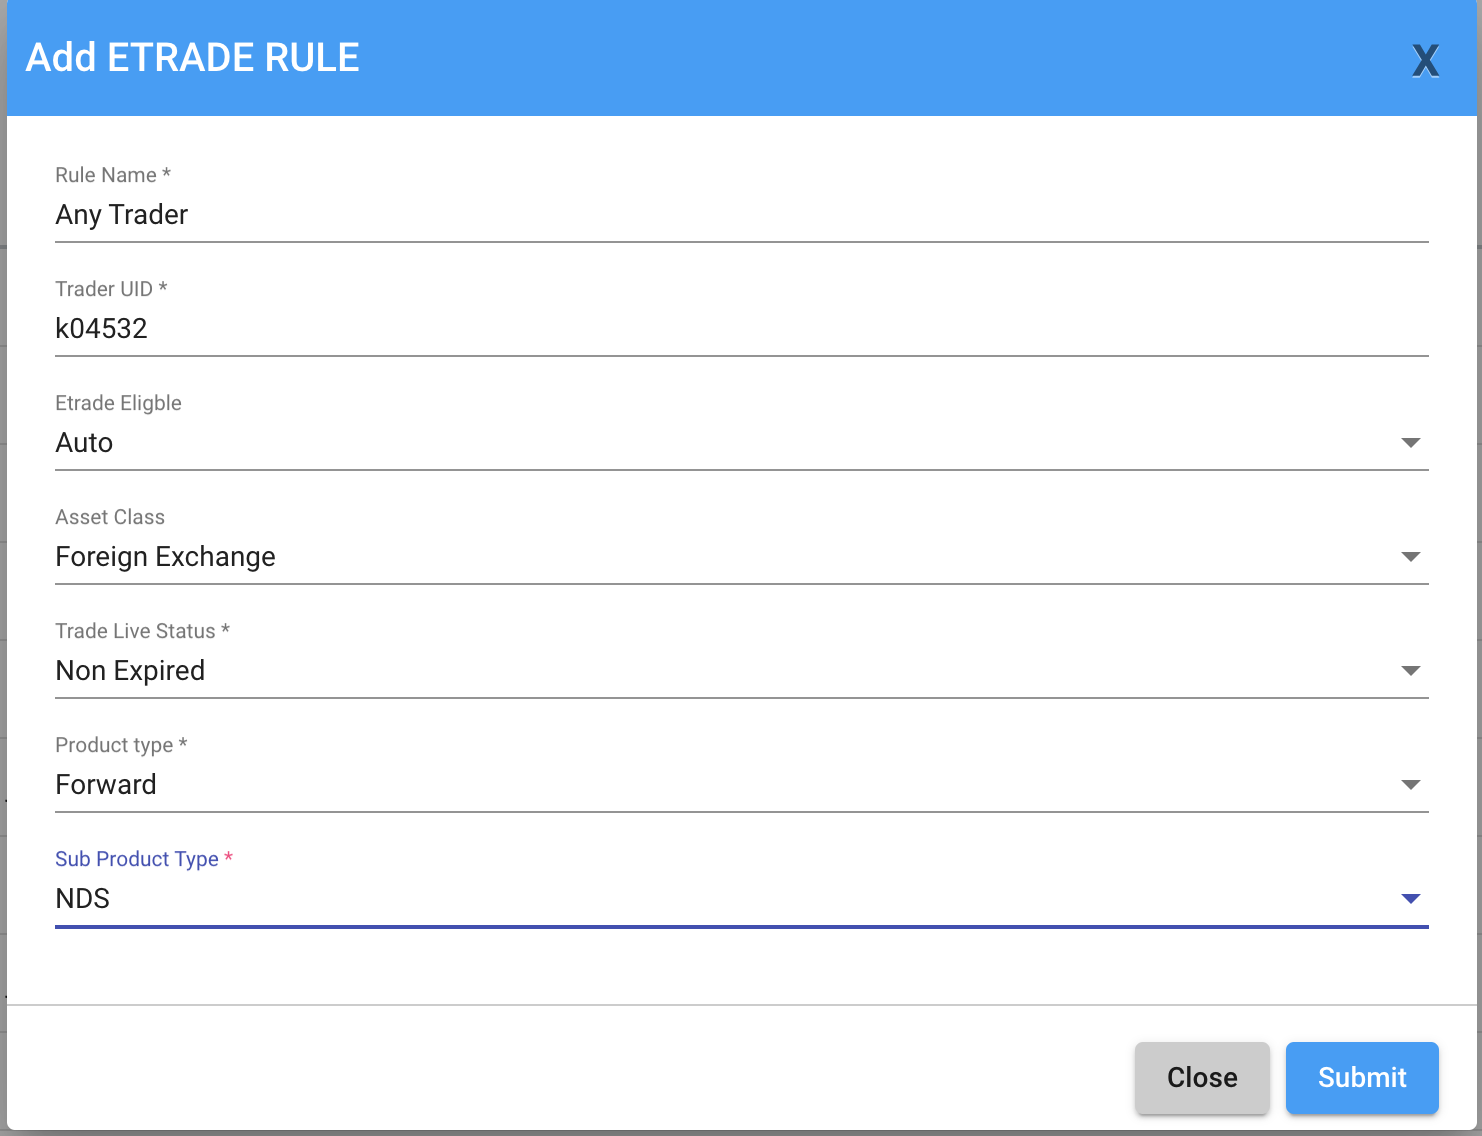 Add ETRADE RULE
X
Rule Name *
Any Trader
Trader UID *
k04532
Etrade Eligble
Auto
Asset Class
Foreign Exchange
Trade Live Status *
Non Expired
Product type *
Forward
Sub Product Type *
NDS
Close
Submit